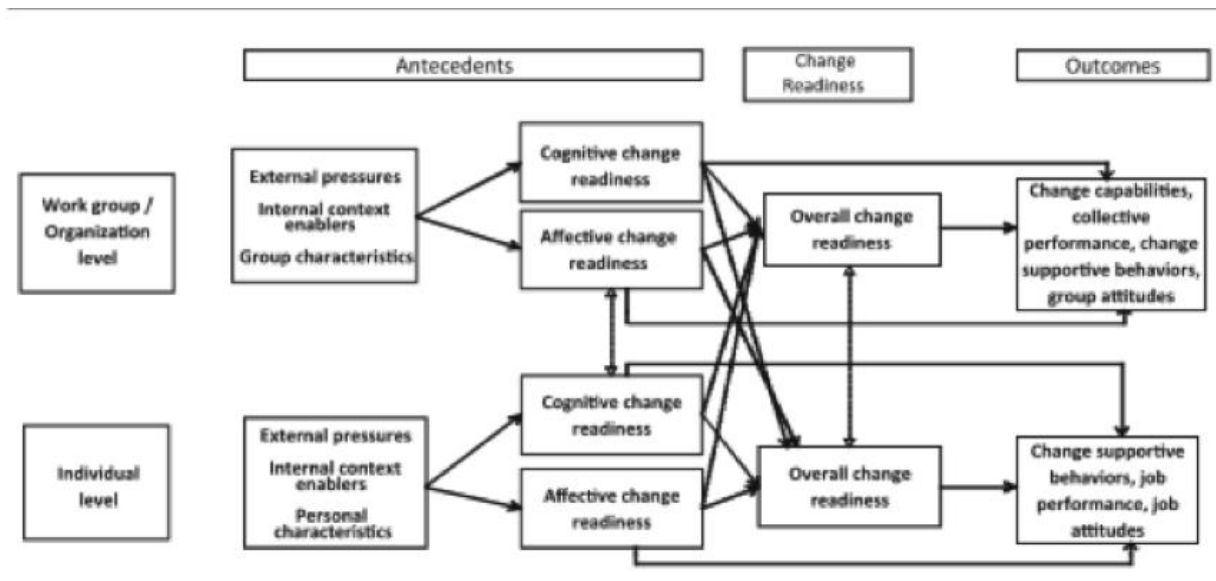 Antecedents
Change
Readiness
Outcomes
Work group /
Organization
level
External pressures
Internal context
enablers
Group characteristics
Cognitive change
readiness
Affective change
readiness
Overall change
readiness
Change capabilities,
collective
performance, change
supportive behaviors,
group attitudes
Individual
level
External pressures
Internal context
enablers
Personal
characteristics
Cognitive change
readiness
Affective change
readiness
Overall change
readiness
Change supportive
behaviors, job
performance, job
attitudes